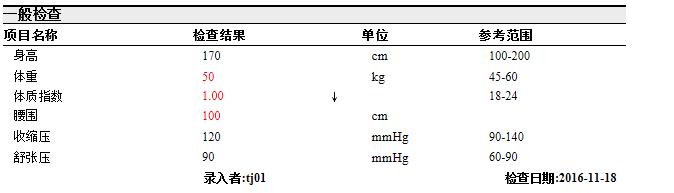 一般检查
项目名称 检查结果 单位 参考范围
身高 170 cm 100-200
体重 50 kg 45-60
体质指数 1.00 ↓ 18-24
腰围 100 cm
收缩压 120 mmHg 90-140
舒张压 90 mmHg 60-90
录入者:tj01 检查日期:2016-11-18